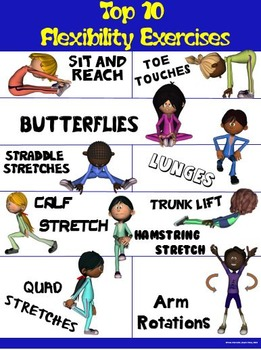 Top 10
Flexibility Exercises
SIT AND
REACH
TOE
TOUCHES
BUTTERFLIES
STRADDLE
STRETCHES
LUNGES
CALF
STRETCH
TRUNK LIFT
HAMSTRING
STRETCH
QUAD
STRETCHES
Arm
Rotations